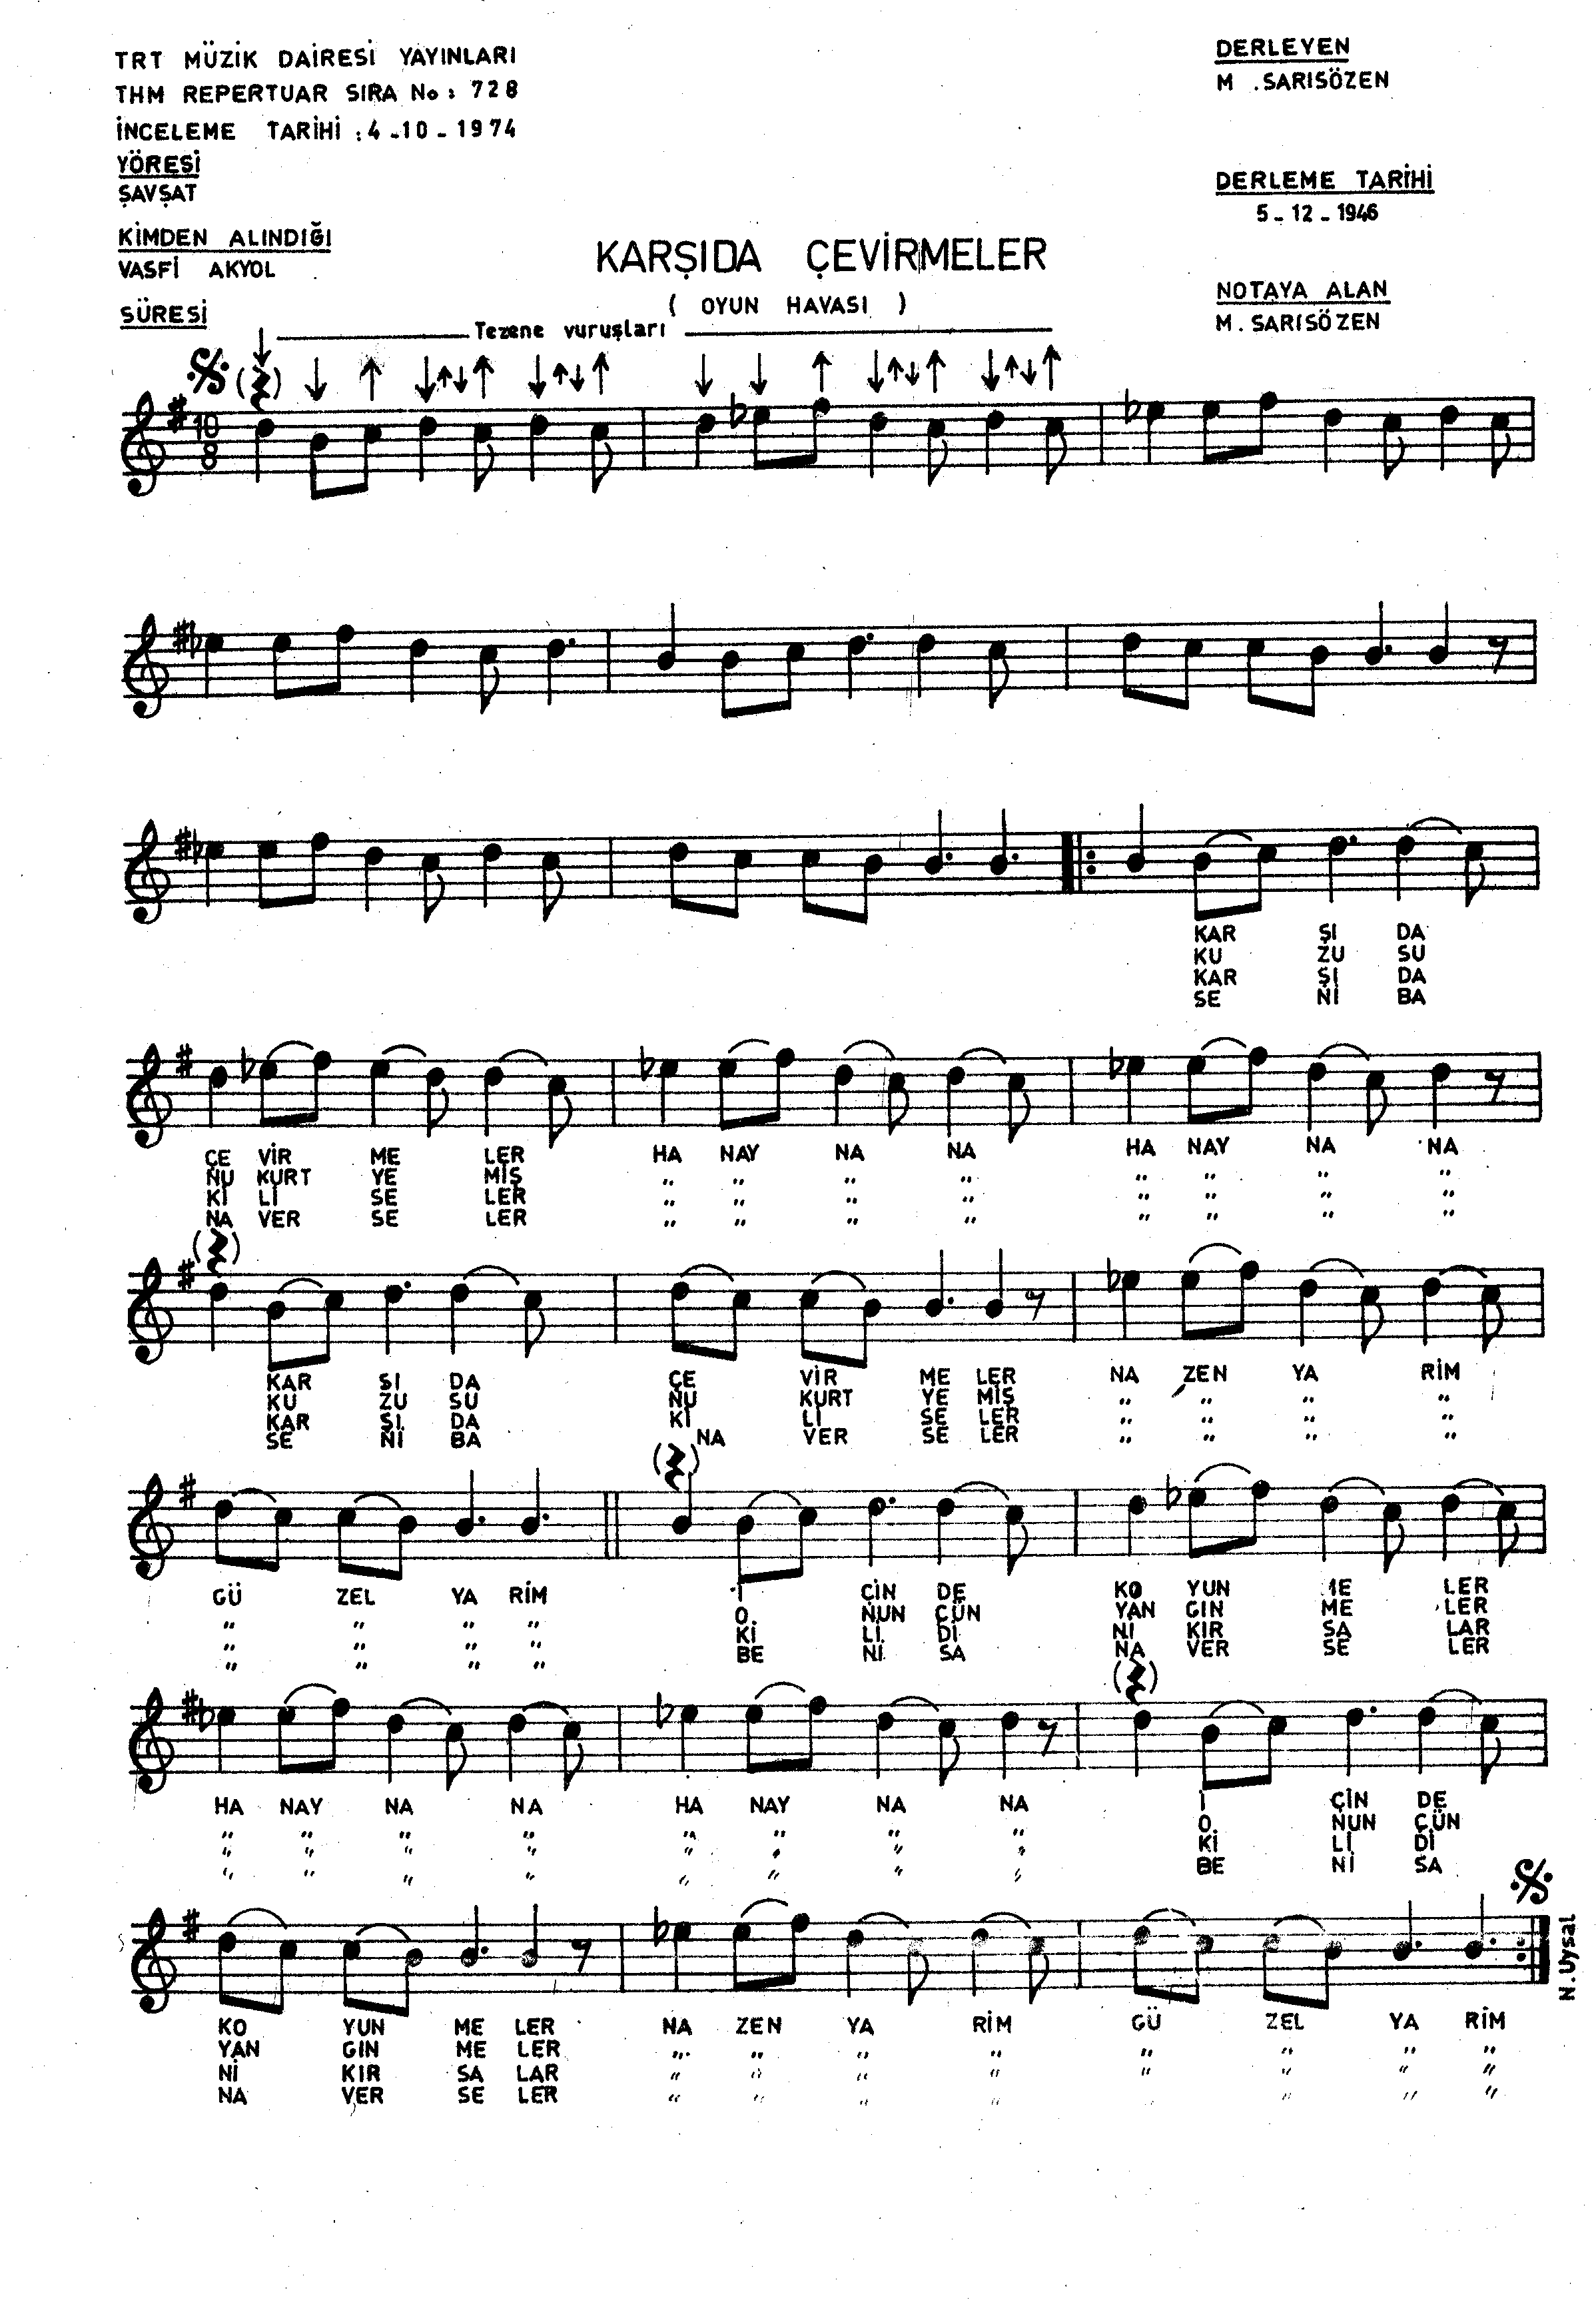 TRT MÜZİK DAİRESİ YAYINLARI
THM REPERTUAR SIRA No: 728
İNCELEME TARİHİ : 4-10-1974
YÖRESİ
ŞAVŞAT
KİMDEN ALINDIĞI
VASFİ AKYOL
SÜRESİ
DERLEYEN
M . SARISÖZEN
DERLEME TARİHİ
5-12-1946
NOTAYA ALAN
M. SARISÖZEN
KARŞIDA ÇEVİRMELER
( OYUN HAVASI )
Tezene vuruşları
10
8
KAR ŞI DA
KU ZU SU
KAR ŞI DA
SE Nİ BA
ÇE VİR ME LER HA NAY NA NA HA NAY NA NA
NU KURT YE MİŞ " " " " " " " "
Kİ Lİ SE LER " " " " " " " "
NA VER SE LER " " " " " " " "
KAR ŞI DA ÇE VİR ME LER NA ZEN YA RİM
KU ZU SU NU KURT YE MİŞ " " " "
KAR ŞI DA Kİ Lİ SE LER " " " "
SE Nİ BA NA VER SE LER " " " "
GÜ ZEL YA RİM İ ÇİN DE KO YUN ME LER
" " " " O. NUN ÇÜN YAN GIN ME LER
" " " " Kİ Lİ Dİ Nİ KIR SA LAR
" " " " BE Nİ SA NA VER SE LER
HA NAY NA NA HA NAY NA NA İ ÇİN DE
" " " " " " " " O. NUN ÇÜN
" " " " " " " " Kİ Lİ Dİ
" " " " " " " " BE Nİ SA
KO YUN ME LER NA ZEN YA RİM GÜ ZEL YA RİM
YAN GIN ME LER " " " " " " " "
Nİ KIR SA LAR " " " " " " " "
NA VER SE LER " " " " " " "
N. Uysal